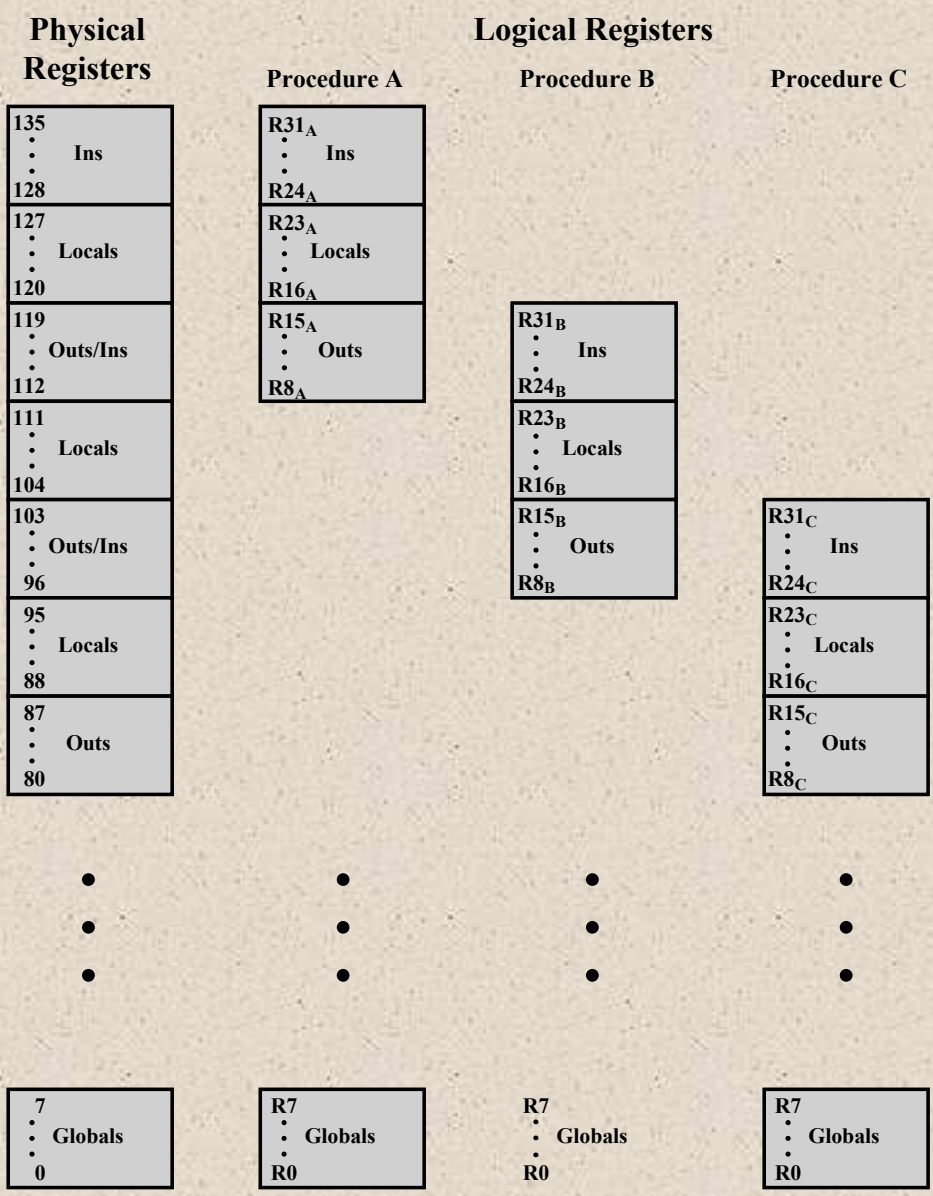 Physical
Registers
Logical Registers
Procedure A
Procedure B
Procedure C
135
Ins
128
127
Locals
120
119
Outs/Ins
112
111
Locals
104
103
Outs/Ins
96
95
Locals
88
87
Outs
80
7
Globals
0
R31A
Ins
R24A
R23A
Locals
R16A
R15A
Outs
R8A
R7
Globals
R0
R31B
Ins
R24B
R23B
Locals
R16B
R15B
Outs
R8B
R7
Globals
R0
R31C
Ins
R24C
R23C
Locals
R16C
R15C
Outs
R8C
R7
Globals
R0